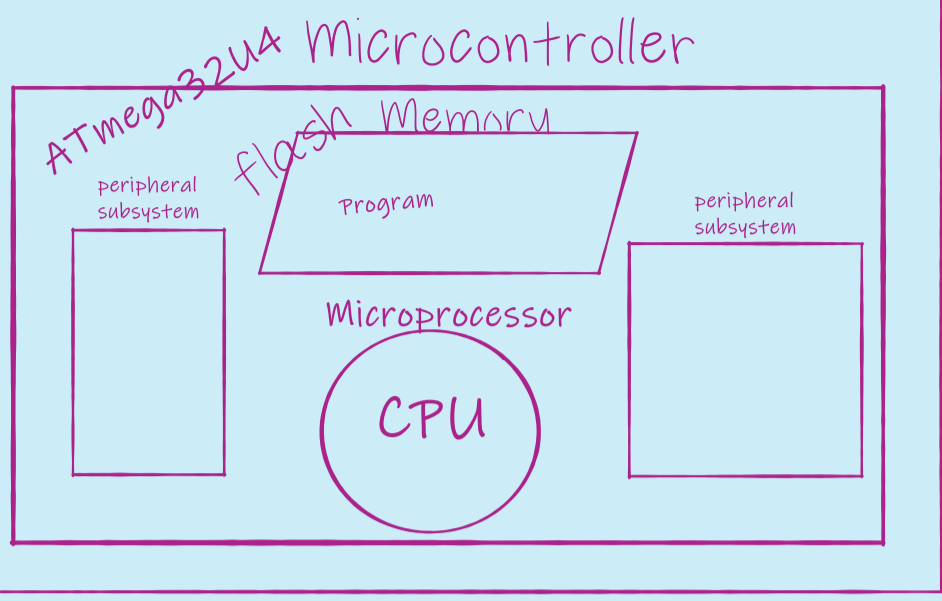 Microcontroller
ATmega32U4
flash Memory
peripheral
subsystem
Program
peripheral
subsystem
Microprocessor
CPU